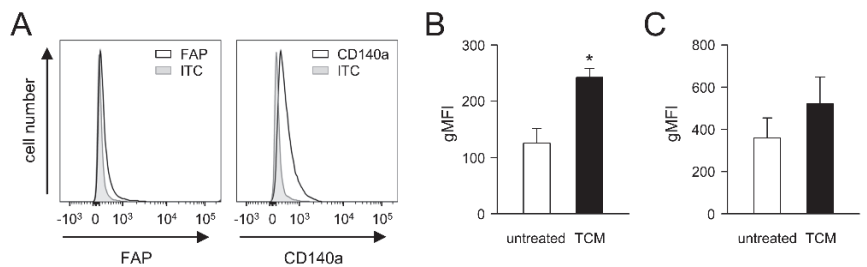 A
B
C
cell number
FAP
ITC
CD140a
ITC
-10³ 0 10³ 10⁴ 10⁵
-10³ 0 10³ 10⁴ 10⁵
FAP
CD140a
gMFI
300
200
100
0
*
untreated TCM
gMFI
800
600
400
200
0
untreated TCM